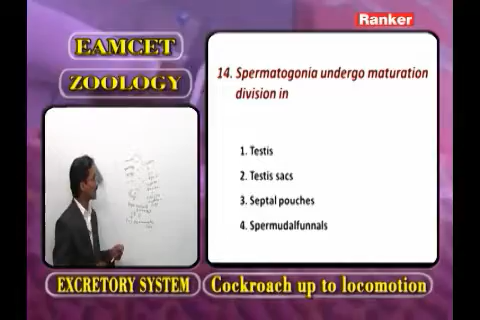 Ranker
EAMCET
ZOOLOGY
14. Spermatogonia undergo maturation
division in
1. Testis
2. Testis sacs
3. Septal pouches
4. Spermudalfunnals
EXCRETORY SYSTEM
Cockroach up to locomotion